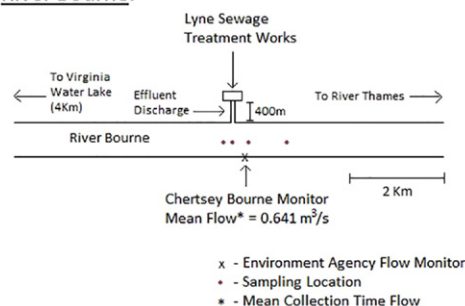 River Bourne:
Lyne Sewage
Treatment Works
To Virginia
Water Lake
(4Km)
Effluent
Discharge
400m
To River Thames
River Bourne
x
2 Km
Chertsey Bourne Monitor
Mean Flow* = 0.641 m³/s
x - Environment Agency Flow Monitor
• - Sampling Location
* - Mean Collection Time Flow